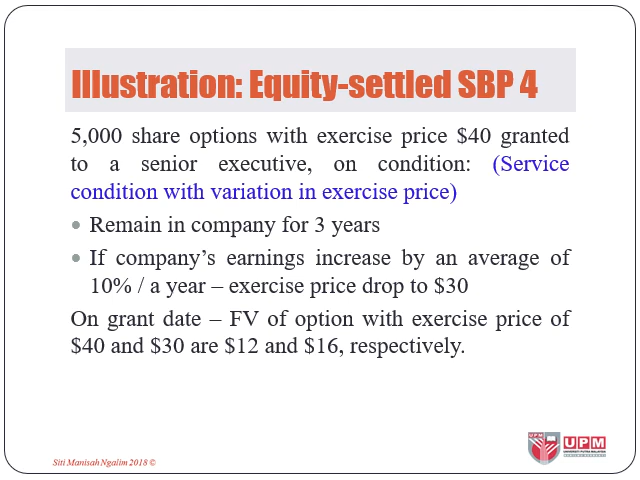 Illustration: Equity-settled SBP 4
5,000 share options with exercise price $40 granted
to a senior executive, on condition: (Service
condition with variation in exercise price)
Remain in company for 3 years
If company's earnings increase by an average of
10% / a year – exercise price drop to $30
On grant date – FV of option with exercise price of
$40 and $30 are $12 and $16, respectively.
UPM
UPM
Siti Manisah Ngalim 2018 ©